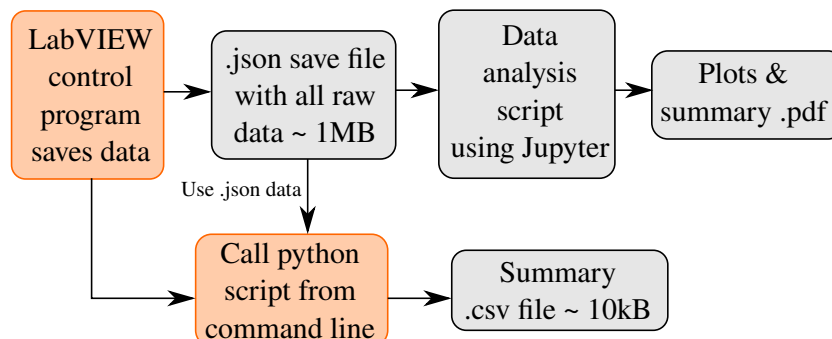 LabVIEW
control
program
saves data
.json save file
with all raw
data ~ 1MB
Data
analysis
script
using Jupyter
Plots &
summary .pdf
Use .json data
Call python
script from
command line
Summary
.csv file ~ 10kB